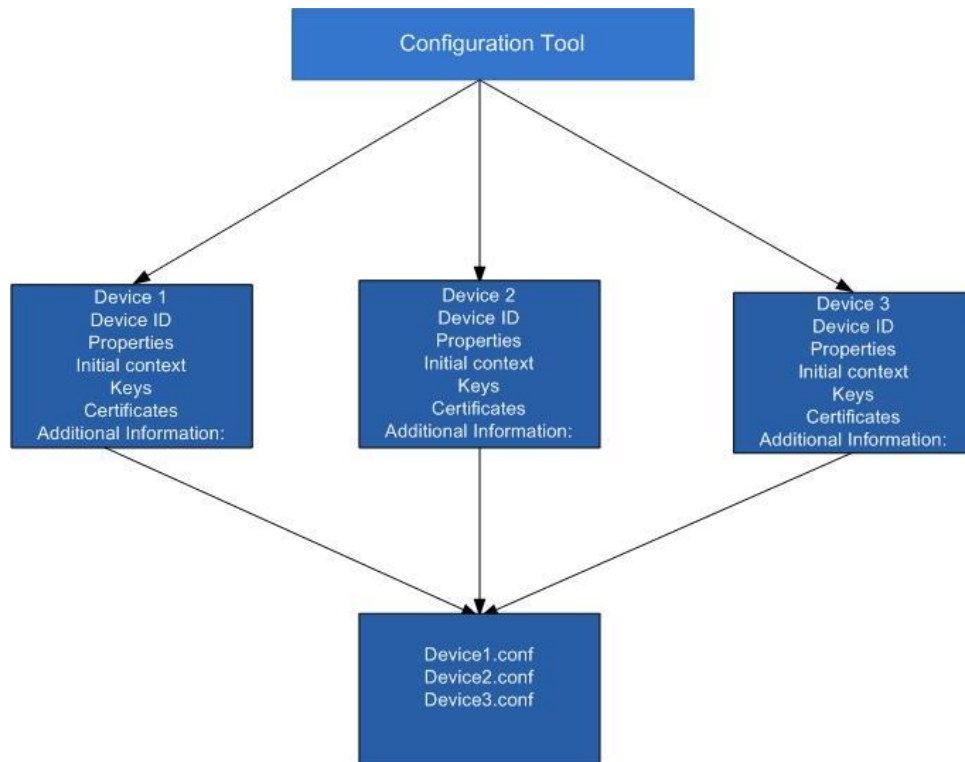 Configuration Tool
Device 1
Device ID
Properties
Initial context
Keys
Certificates
Additional Information:
Device 2
Device ID
Properties
Initial context
Keys
Certificates
Additional Information:
Device 3
Device ID
Properties
Initial context
Keys
Certificates
Additional Information:
Device1.conf
Device2.conf
Device3.conf